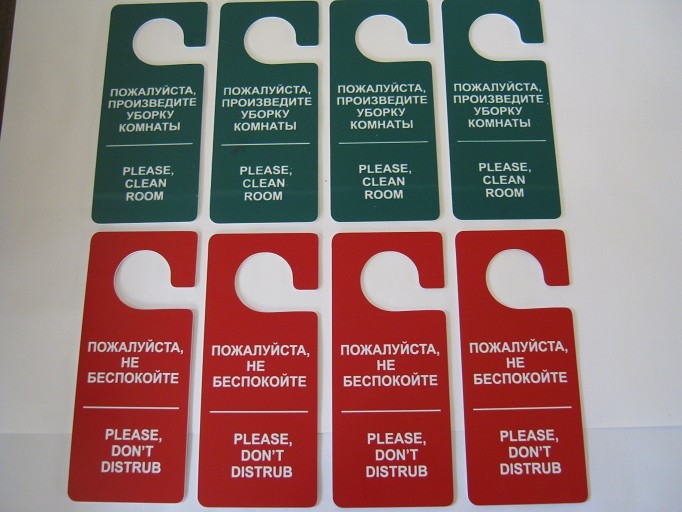 ПОЖАЛУЙСТА,
ПРОИЗВЕДИТЕ
УБОРКУ
КОМНАТЫ
PLEASE,
CLEAN
ROOM
ПОЖАЛУЙСТА,
ПРОИЗВЕДИТЕ
УБОРКУ
КОМНАТЫ
PLEASE,
CLEAN
ROOM
ПОЖАЛУЙСТА,
ПРОИЗВЕДИТЕ
УБОРКУ
КОМНАТЫ
PLEASE,
CLEAN
ROOM
ПОЖАЛУЙСТА,
ПРОИЗВЕДИТЕ
УБОРКУ
КОМНАТЫ
PLEASE,
CLEAN
ROOM
ПОЖАЛУЙСТА,
НЕ
БЕСПОКОЙТЕ
PLEASE,
DON'T
DISTRUB
ПОЖАЛУЙСТА,
НЕ
БЕСПОКОЙТЕ
PLEASE,
DON'T
DISTRUB
ПОЖАЛУЙСТА,
НЕ
БЕСПОКОЙТЕ
PLEASE,
DON'T
DISTRUB
ПОЖАЛУЙСТА,
НЕ
БЕСПОКОЙТЕ
PLEASE,
DON'T
DISTRUB